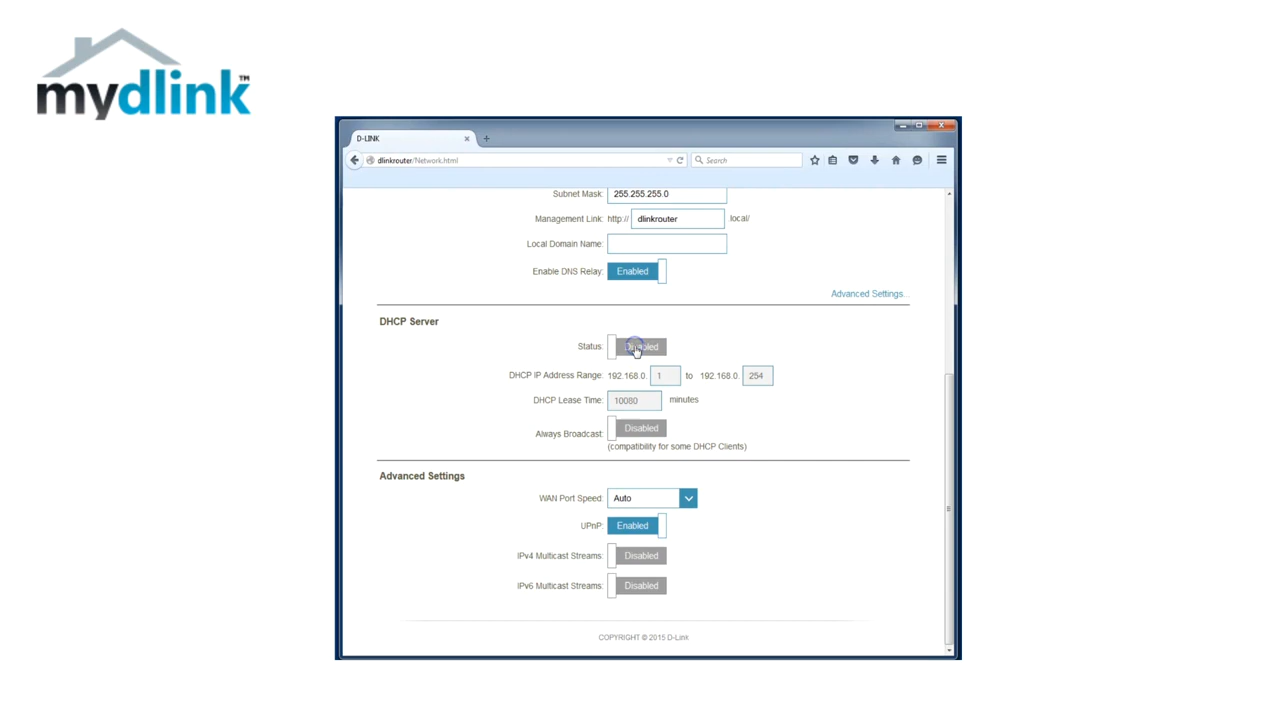 mydlink™
D-LINK
dlinkrouter/Network.html
Search
Subnet Mask: 255.255.255.0
Management Link: http:// dlinkrouter .local/
Local Domain Name:
Enable DNS Relay: Enabled
Advanced Settings...
DHCP Server
Status: Disabled
DHCP IP Address Range: 192.168.0. 1 to 192.168.0. 254
DHCP Lease Time: 10080 minutes
Always Broadcast: Disabled
(compatibility for some DHCP Clients)
Advanced Settings
WAN Port Speed: Auto
UPnP: Enabled
IPv4 Multicast Streams: Disabled
IPv6 Multicast Streams: Disabled
COPYRIGHT © 2015 D-Link